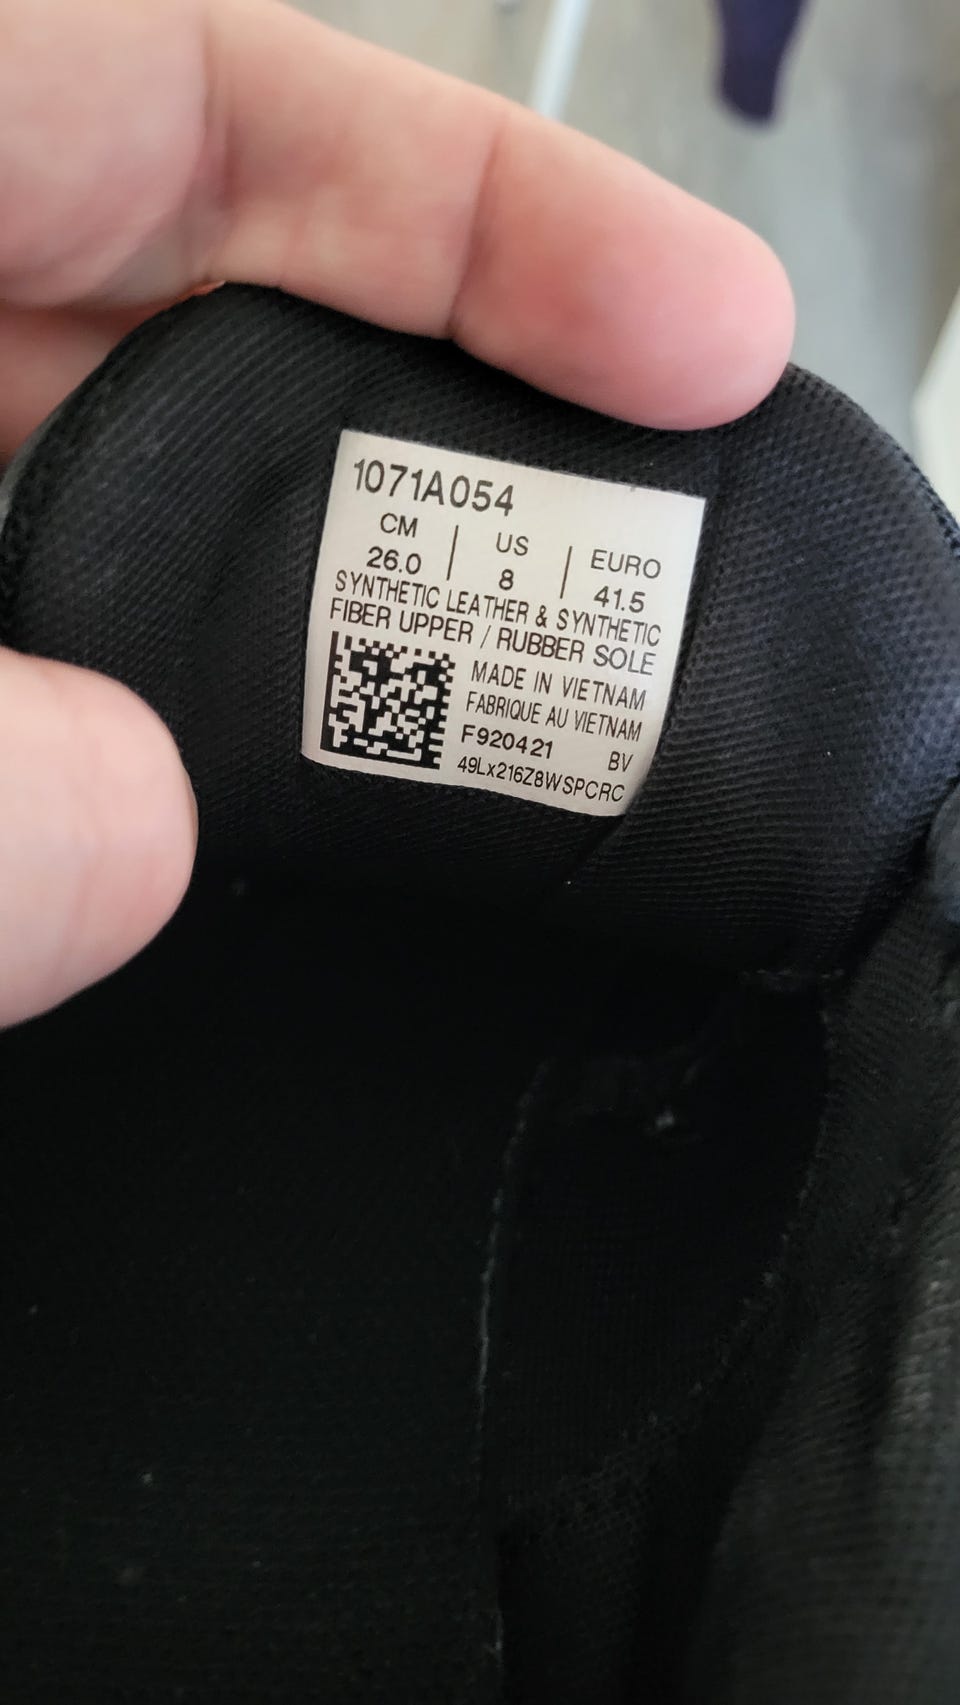 1071A054
CM | US | EURO
26.0 | 8 | 41.5
SYNTHETIC LEATHER & SYNTHETIC
FIBER UPPER / RUBBER SOLE
MADE IN VIETNAM
FABRIQUE AU VIETNAM
F920421 BV
49Lx216Z8WSPCRC